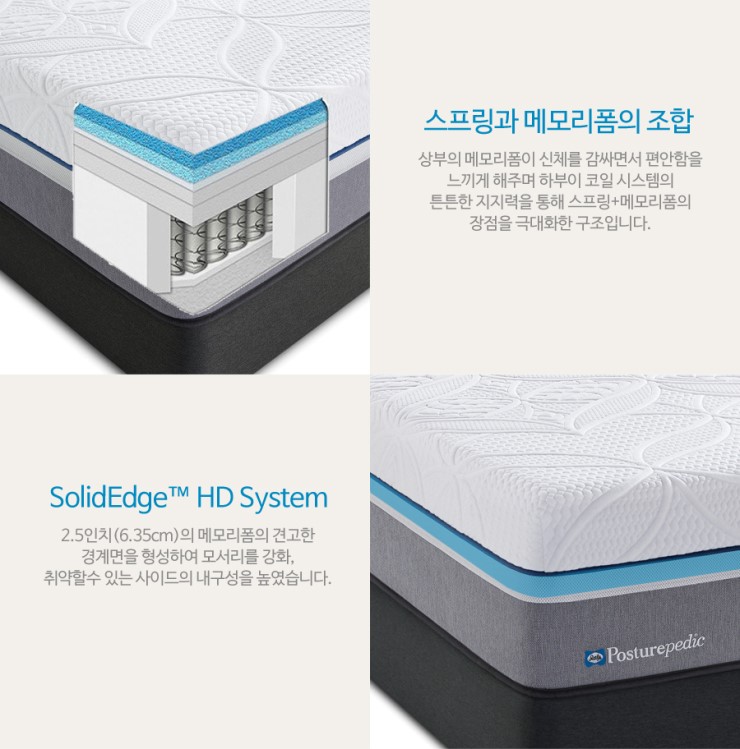 스프링과 메모리폼의 조합
상부의 메모리폼이 신체를 감싸면서 편안함을
느끼게 해주며 하부이 코일 시스템의
튼튼한 지지력을 통해 스프링+메모리폼의
장점을 극대화한 구조입니다.
SolidEdge™ HD System
2.5인치(6.35cm)의 메모리폼의 견고한
경계면을 형성하여 모서리를 강화,
취약할수 있는 사이드의 내구성을 높였습니다.
Sealy Posturepedic